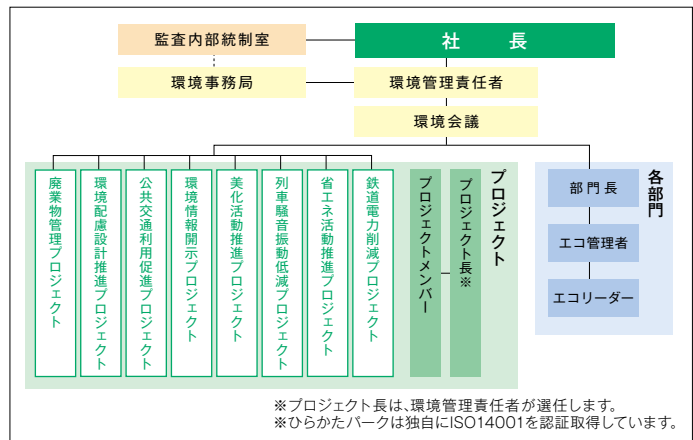 監査内部統制室
社長
環境事務局
環境管理責任者
環境会議
プロジェクト
プロジェクト長※
プロジェクトメンバー
鉄道電力削減プロジェクト
省エネ活動推進プロジェクト
列車騒音振動低減プロジェクト
美化活動推進プロジェクト
環境情報開示プロジェクト
公共交通利用促進プロジェクト
環境配慮設計推進プロジェクト
廃業物管理プロジェクト
各部門
部門長
エコ管理者
エコリーダー
※プロジェクト長は、環境管理責任者が選任します。
※ひらかたパークは独自にISO14001を認証取得しています。